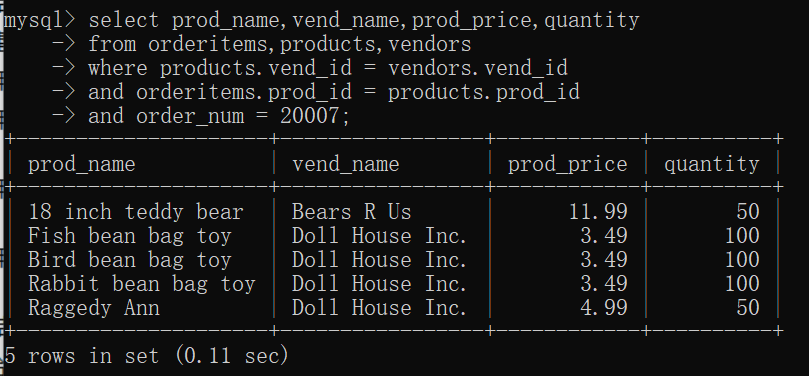 mysql> select prod_name,vend_name,prod_price,quantity
    -> from orderitems,products,vendors
    -> where products.vend_id = vendors.vend_id
    -> and orderitems.prod_id = products.prod_id
    -> and order_num = 20007;
+---------------------+-----------------+------------+----------+
| prod_name           | vend_name       | prod_price | quantity |
+---------------------+-----------------+------------+----------+
| 18 inch teddy bear  | Bears R Us      |      11.99 |       50 |
| Fish bean bag toy   | Doll House Inc. |       3.49 |      100 |
| Bird bean bag toy   | Doll House Inc. |       3.49 |      100 |
| Rabbit bean bag toy | Doll House Inc. |       3.49 |      100 |
| Raggedy Ann         | Doll House Inc. |       4.99 |       50 |
+---------------------+-----------------+------------+----------+
5 rows in set (0.11 sec)